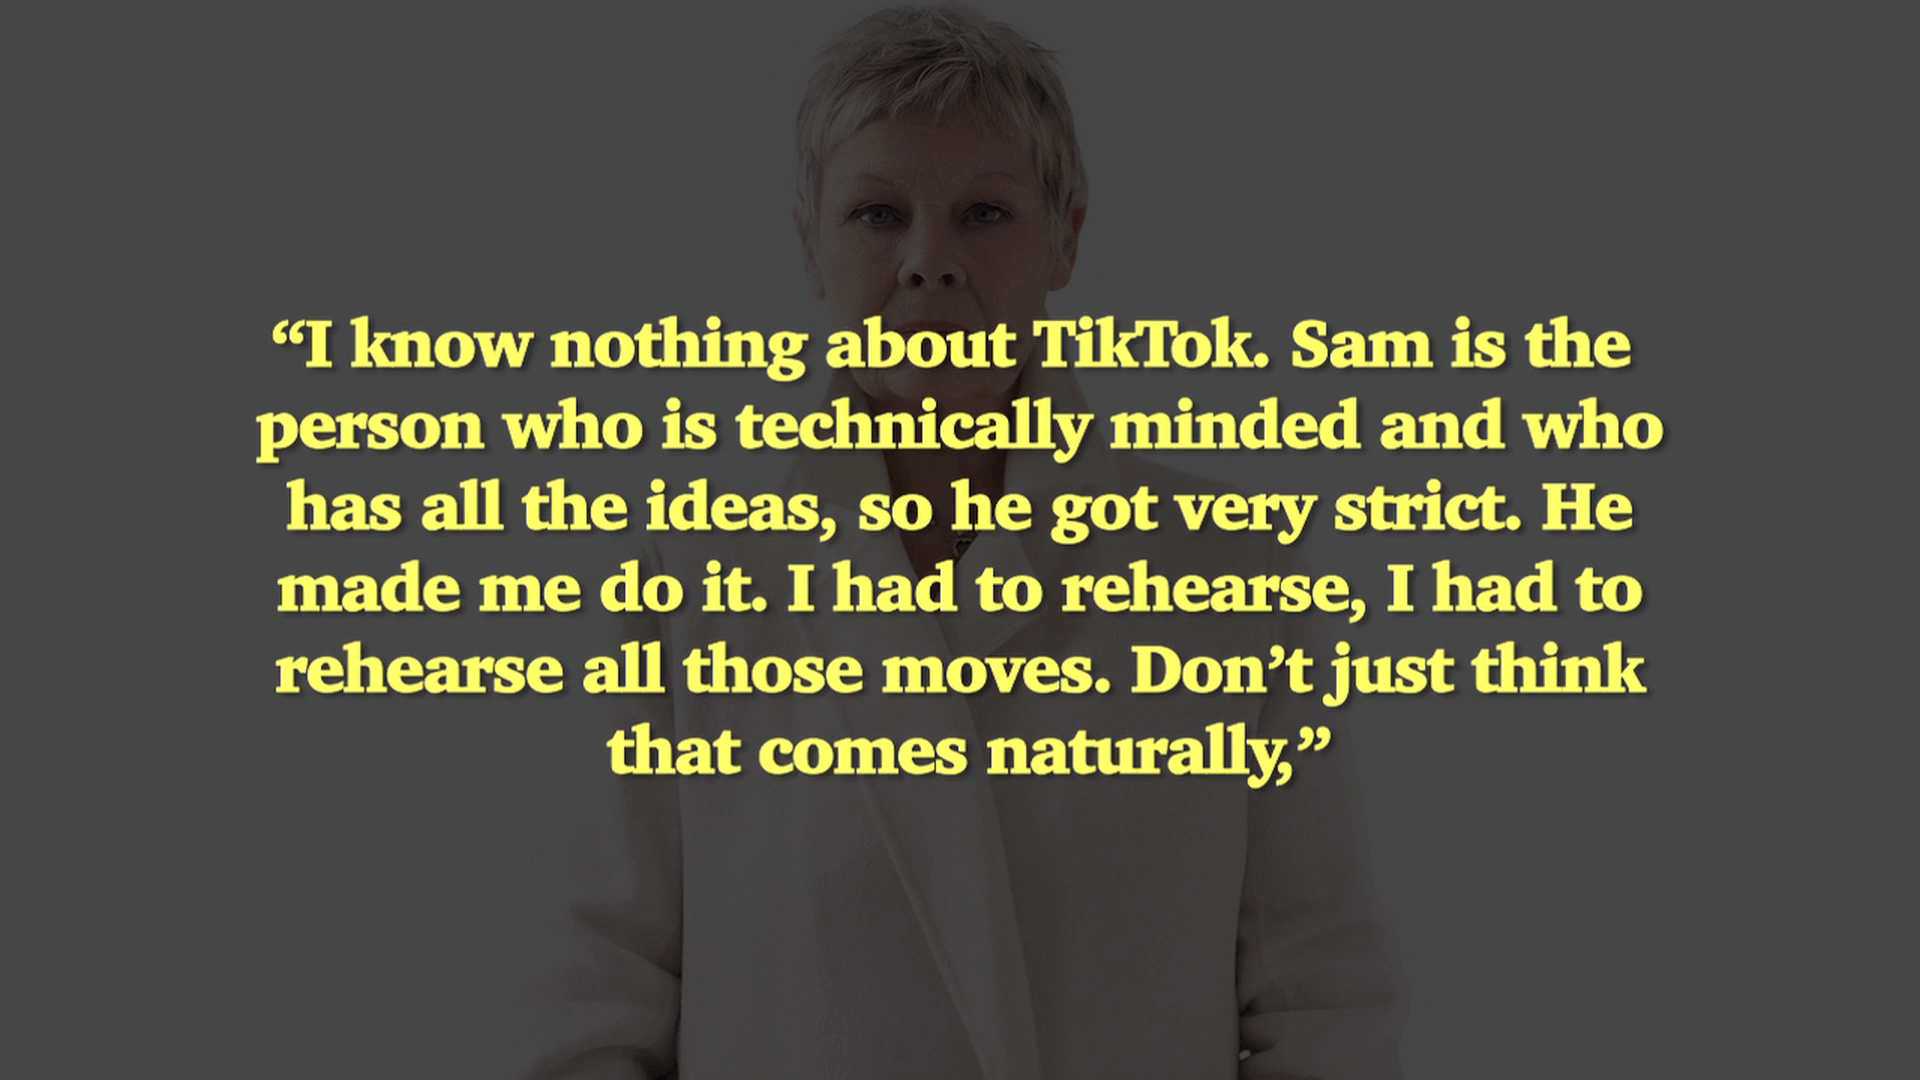 “I know nothing about TikTok. Sam is the
person who is technically minded and who
has all the ideas, so he got very strict. He
made me do it. I had to rehearse, I had to
rehearse all those moves. Don’t just think
that comes naturally,”